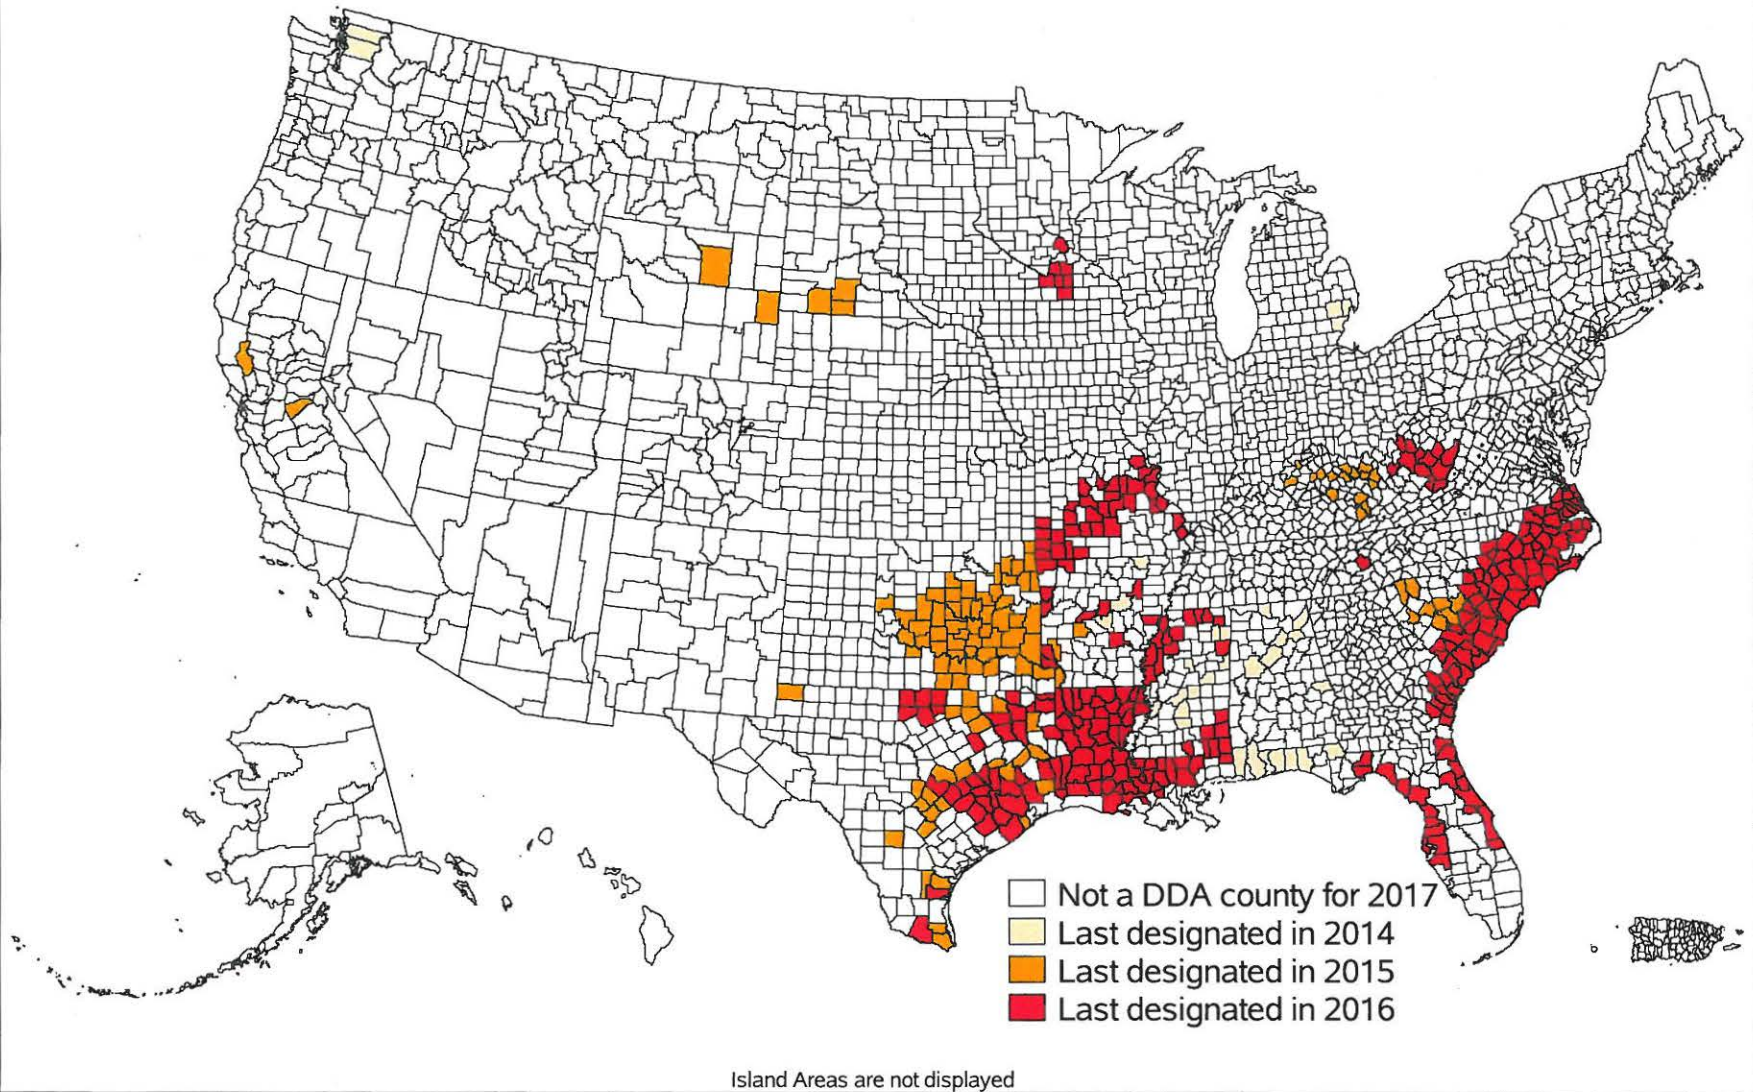 Not a DDA county for 2017
Last designated in 2014
Last designated in 2015
Last designated in 2016
Island Areas are not displayed